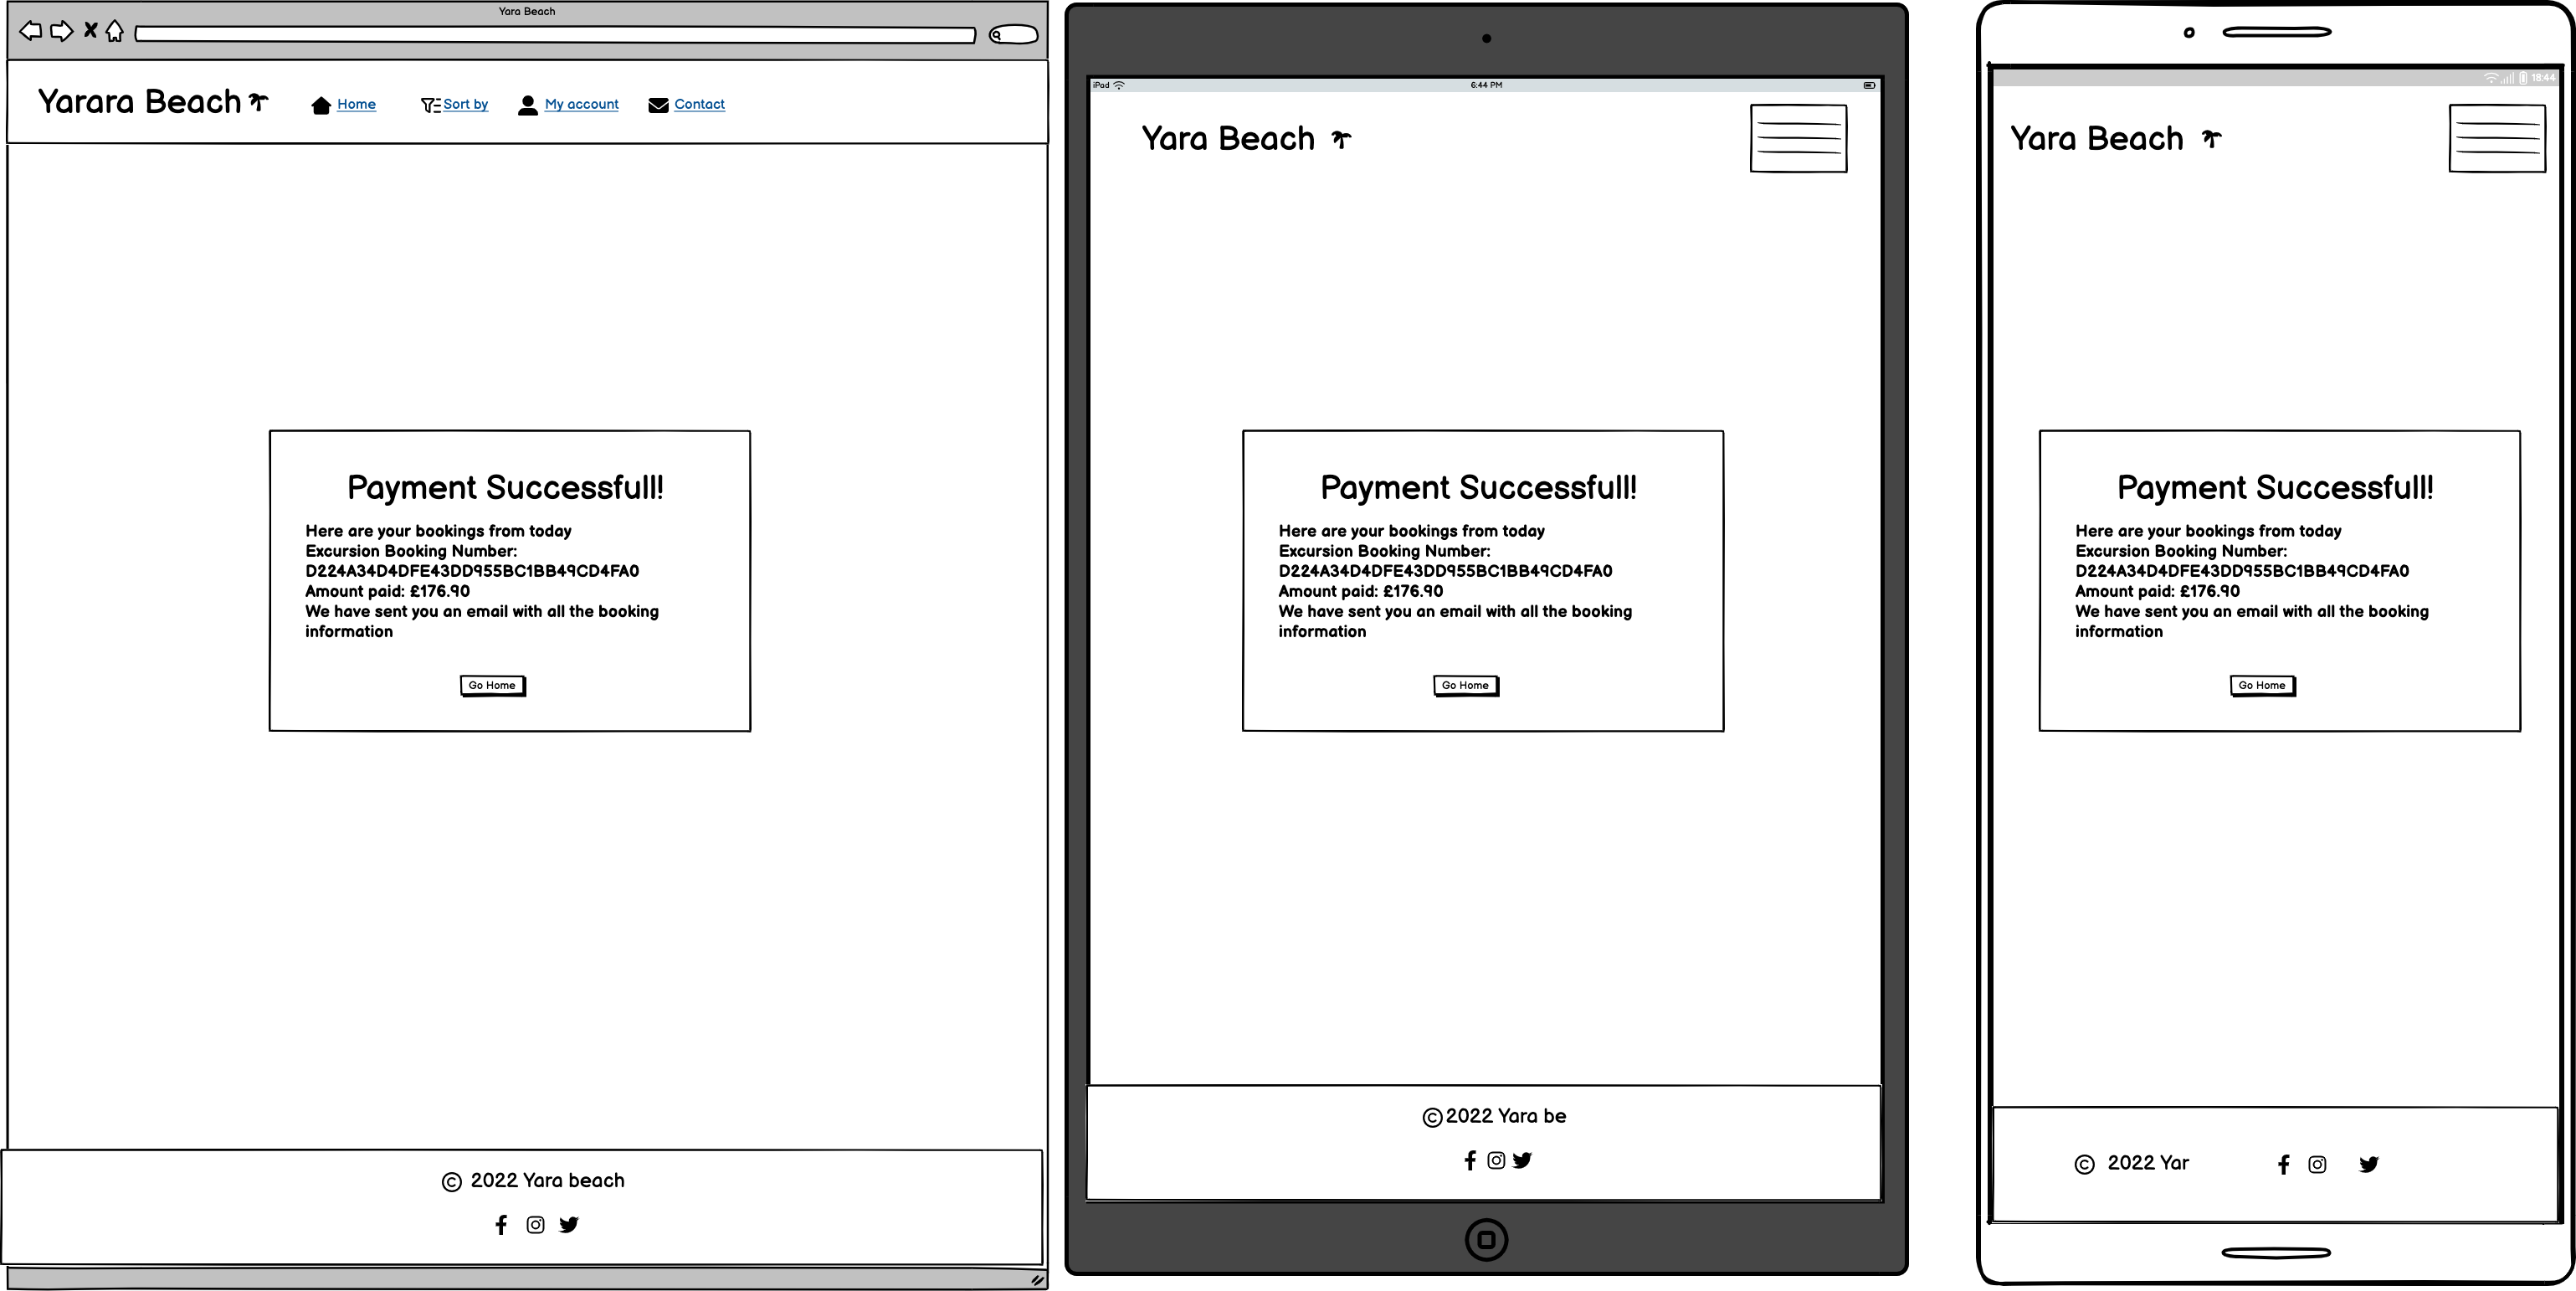 Yara Beach
Yarara Beach
Home
Sort by
My account
Contact
Payment Successfull!
Here are your bookings from today
Excursion Booking Number:
D224A34D4DFE43DD955BC1BB49CD4FA0
Amount paid: £176.90
We have sent you an email with all the booking
information
Go Home
© 2022 Yara beach
iPad
6:44 PM
Yara Beach
Payment Successfull!
Here are your bookings from today
Excursion Booking Number:
D224A34D4DFE43DD955BC1BB49CD4FA0
Amount paid: £176.90
We have sent you an email with all the booking
information
Go Home
© 2022 Yara be
18:44
Yara Beach
Payment Successfull!
Here are your bookings from today
Excursion Booking Number:
D224A34D4DFE43DD955BC1BB49CD4FA0
Amount paid: £176.90
We have sent you an email with all the booking
information
Go Home
© 2022 Yar